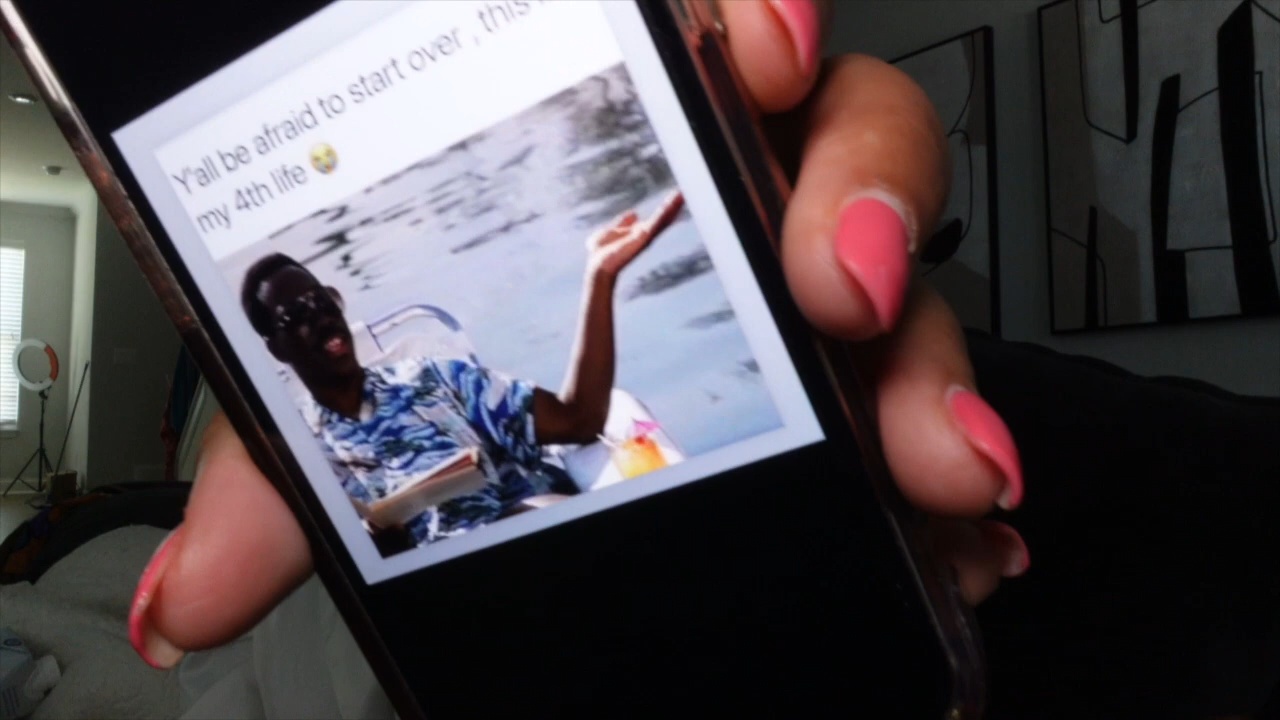 Y'all be afraid to start over , this
my 4th life 😭